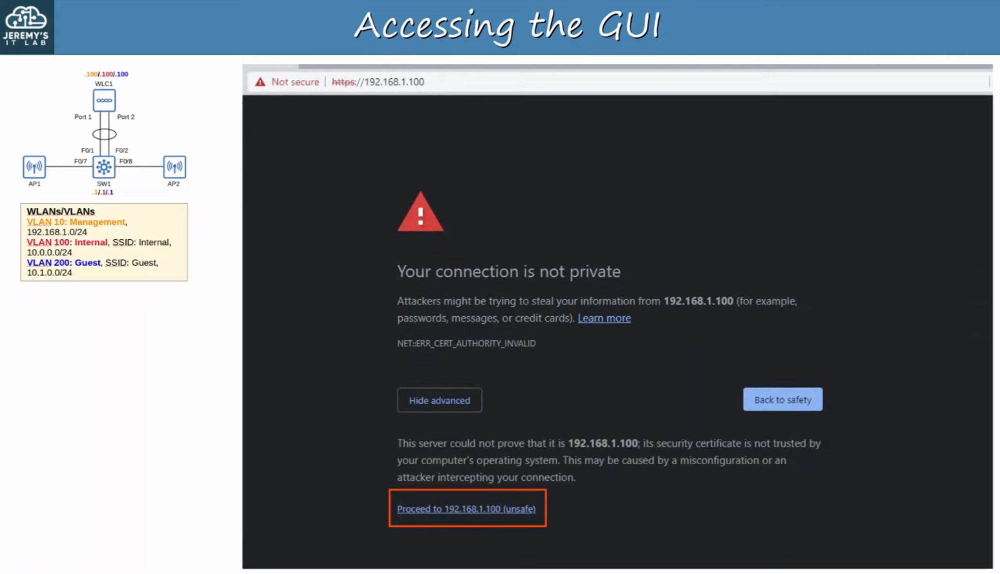 JEREMY'S
IT LAB
Accessing the GUI
.100/.100/.100
WLC1
Port 1
Port 2
F0/1
F0/2
F0/7
F0/8
AP1
SW1
AP2
.1/.1/.1
WLANs/VLANs
VLAN 10: Management,
192.168.1.0/24
VLAN 100: Internal, SSID: Internal,
10.0.0.0/24
VLAN 200: Guest, SSID: Guest,
10.1.0.0/24
Not secure | https://192.168.1.100
Your connection is not private
Attackers might be trying to steal your information from 192.168.1.100 (for example,
passwords, messages, or credit cards). Learn more
NET::ERR_CERT_AUTHORITY_INVALID
Hide advanced
Back to safety
This server could not prove that it is 192.168.1.100; its security certificate is not trusted by
your computer's operating system. This may be caused by a misconfiguration or an
attacker intercepting your connection.
Proceed to 192.168.1.100 (unsafe)